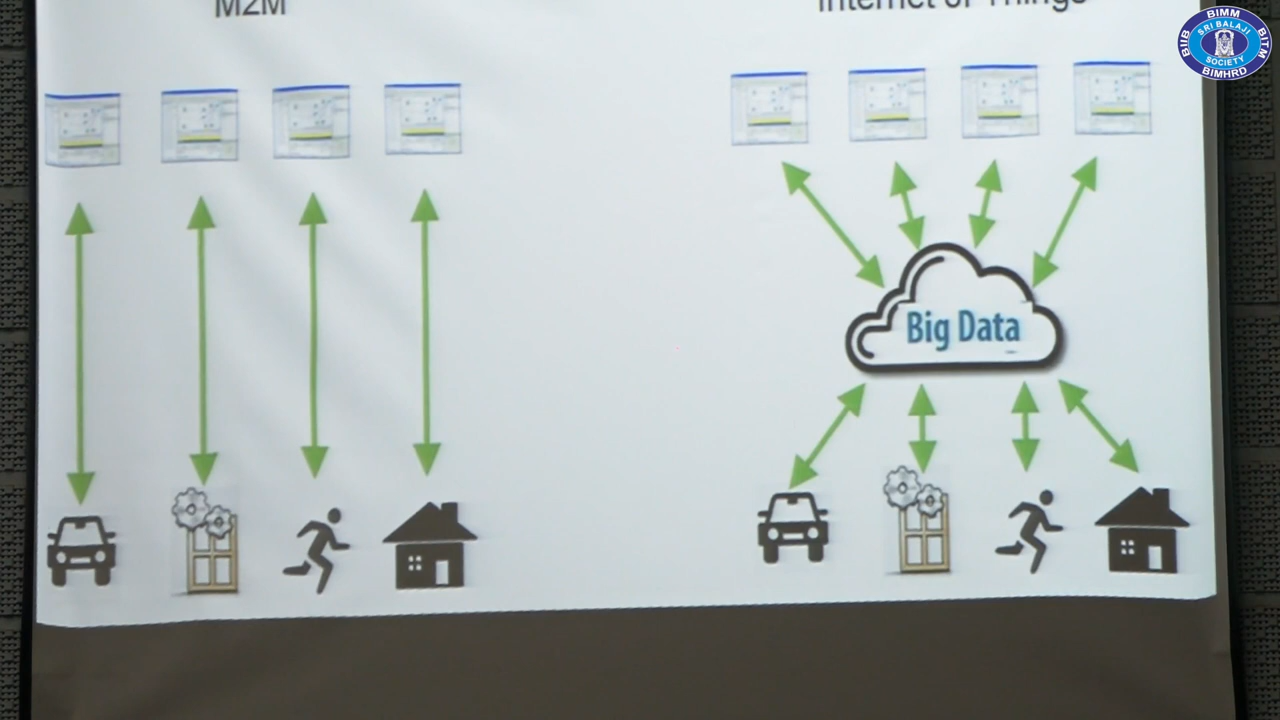 M2M
Internet of Things
Big Data
BIMM
BIIB
SRI BALAJI
SOCIETY
BITM
BIMHRD